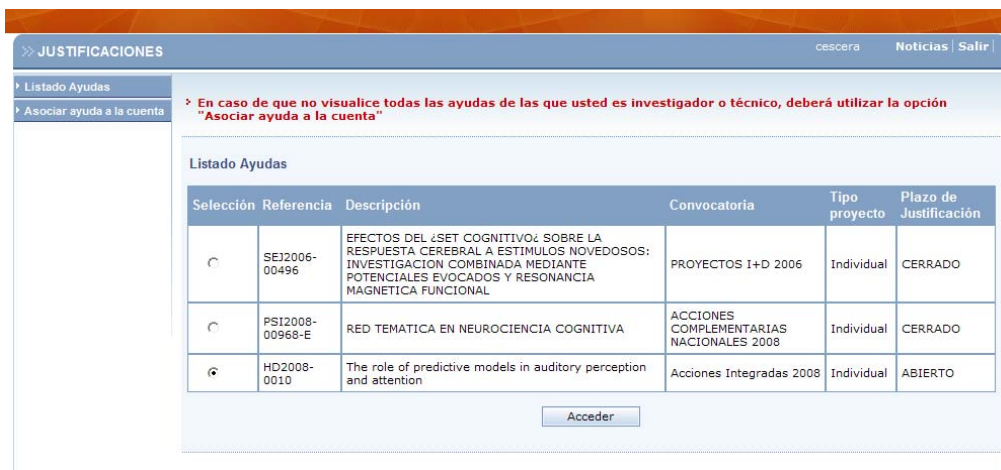 >> JUSTIFICACIONES
cescera Noticias | Salir |
Listado Ayudas
Asociar ayuda a la cuenta
En caso de que no visualice todas las ayudas de las que usted es investigador o técnico, deberá utilizar la opción
"Asociar ayuda a la cuenta"
Listado Ayudas
Selección Referencia Descripción Convocatoria Tipo proyecto Plazo de Justificación
SEJ2006-00496
EFECTOS DEL ¿SET COGNITIVO¿ SOBRE LA
RESPUESTA CEREBRAL A ESTIMULOS NOVEDOSOS:
INVESTIGACION COMBINADA MEDIANTE
POTENCIALES EVOCADOS Y RESONANCIA
MAGNETICA FUNCIONAL
PROYECTOS I+D 2006
Individual
CERRADO
PSI2008-00968-E
RED TEMATICA EN NEUROCIENCIA COGNITIVA
ACCIONES
COMPLEMENTARIAS
NACIONALES 2008
Individual
CERRADO
HD2008-0010
The role of predictive models in auditory perception
and attention
Acciones Integradas 2008
Individual
ABIERTO
Acceder